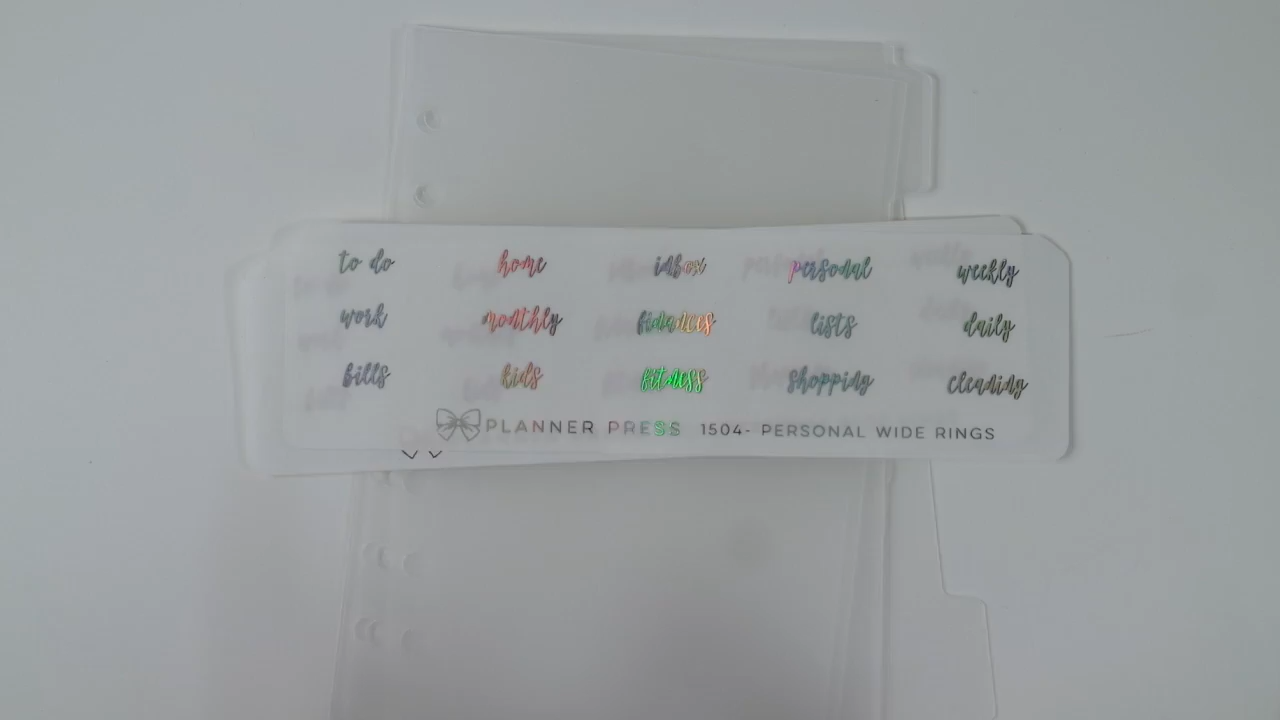 to do home inbox personal weekly
work monthly finances lists daily
bills kids fitness shopping cleaning
PLANNER PRESS 1504- PERSONAL WIDE RINGS